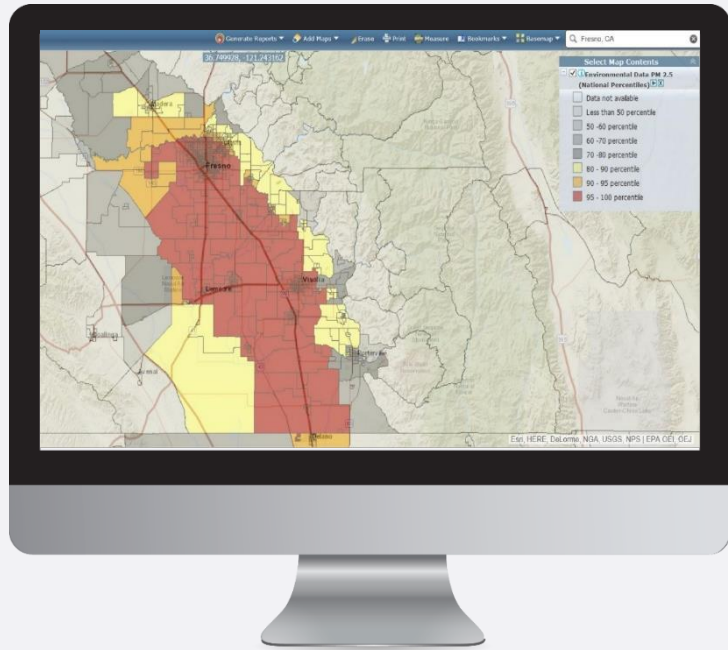 Generate Reports ▼ Add Maps ▼ Erase Print Measure Bookmarks ▼ Basemap ▼ Fresno, CA
36.749928, -121.243162
Select Map Contents
Environmental Data PM 2.5
(National Percentiles)
Data not available
Less than 50 percentile
50 -60 percentile
60 -70 percentile
70 -80 percentile
80 - 90 percentile
90 - 95 percentile
95 - 100 percentile
Madera
Fresno
Visalia
Porterville
Esri, HERE, DeLorme, NGA, USGS, NPS | EPA OEI, OEJ